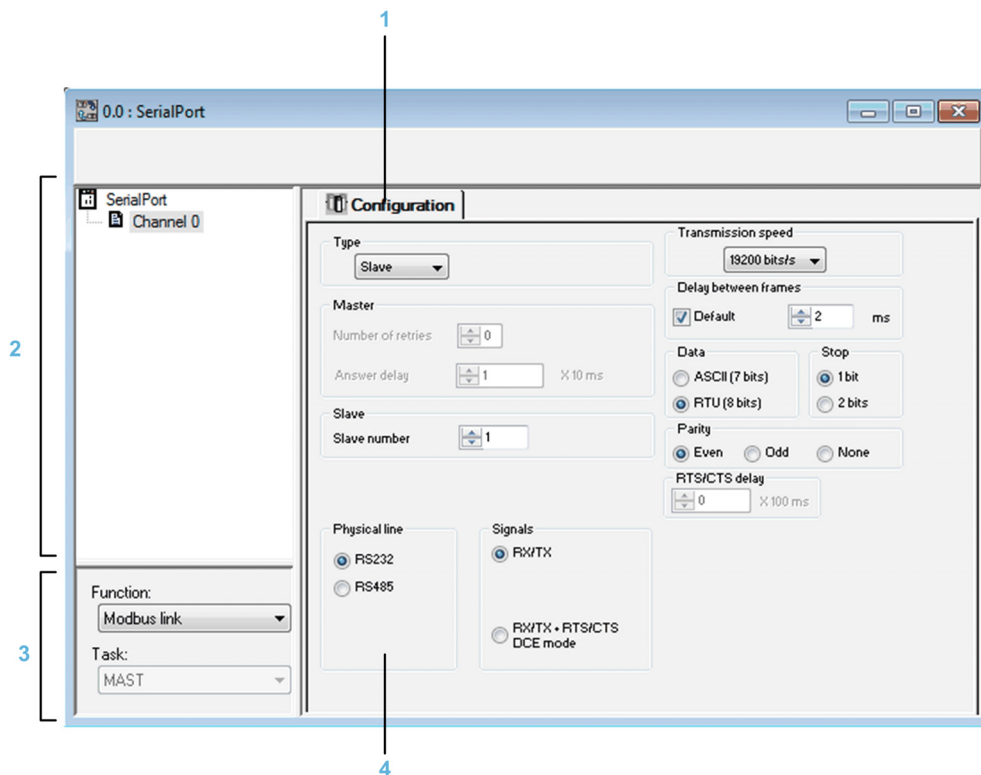 1
0.0 : SerialPort
SerialPort
Channel 0
Configuration
2
Type
Slave
Master
Number of retries
0
Answer delay
1
X 10 ms
Slave
Slave number
1
Physical line
RS232
RS485
Signals
RX/TX
RX/TX + RTS/CTS
DCE mode
Transmission speed
19200 bits/s
Delay between frames
Default
2
ms
Data
ASCII (7 bits)
RTU (8 bits)
Stop
1 bit
2 bits
Parity
Even
Odd
None
RTS/CTS delay
0
X 100 ms
3
Function:
Modbus link
Task:
MAST
4